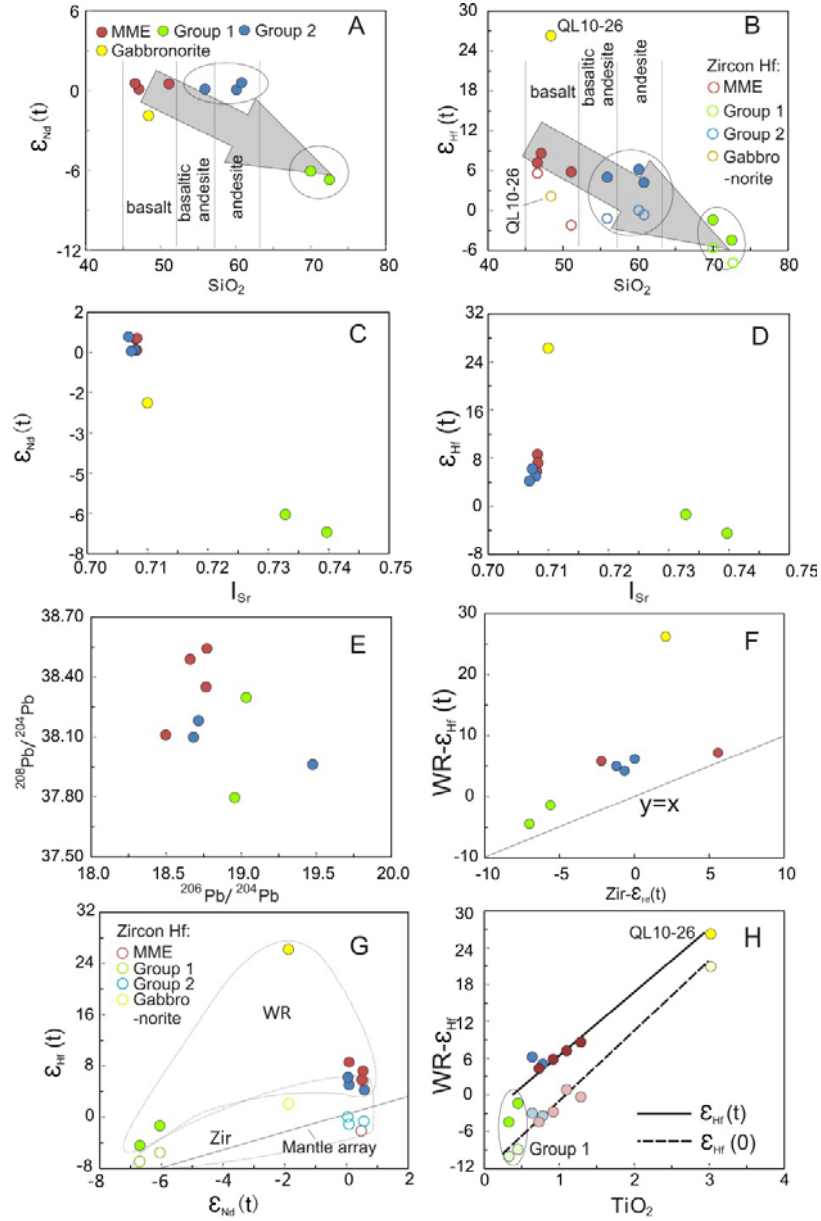 A
MME Group 1 Group 2
Gabbronorite
εNd(t)
6
0
-6
-12
basalt
basaltic
andesite
andesite
40 50 60 70 80
SiO₂
B
QL10-26
Zircon Hf:
MME
Group 1
Group 2
Gabbro
-norite
εHf(t)
36
30
24
18
12
6
0
-6
basalt
basaltic
andesite
andesite
QL10-26
40 50 60 70 80
SiO₂
C
εNd(t)
2
2
0
-2
-5
-6
-8
0.70 0.71 0.72 0.73 0.74 0.75
ISr
D
εHf(t)
32
24
16
8
0
-8
0.70 0.71 0.72 0.73 0.74 0.75
ISr
E
²⁰⁸Pb/²⁰⁴Pb
38.70
38.40
38.10
37.80
37.50
18.0 18.5 19.0 19.5 20.0
²⁰⁶Pb/²⁰⁴Pb
F
WR-εHf(t)
30
20
10
0
-10
y=x
-10 -5 0 5 10
Zir-εHf(t)
G
Zircon Hf:
MME
Group 1
Group 2
Gabbro
-norite
εHf(t)
32
24
16
8
0
-8
WR
Zir
Mantle array
-8 -6 -4 -2 0 2
εNd(t)
H
QL10-26
WR-εHf
30
24
18
12
6
0
-6
-12
εHf(t)
εHf(0)
Group 1
0 1 2 3 4
TiO₂